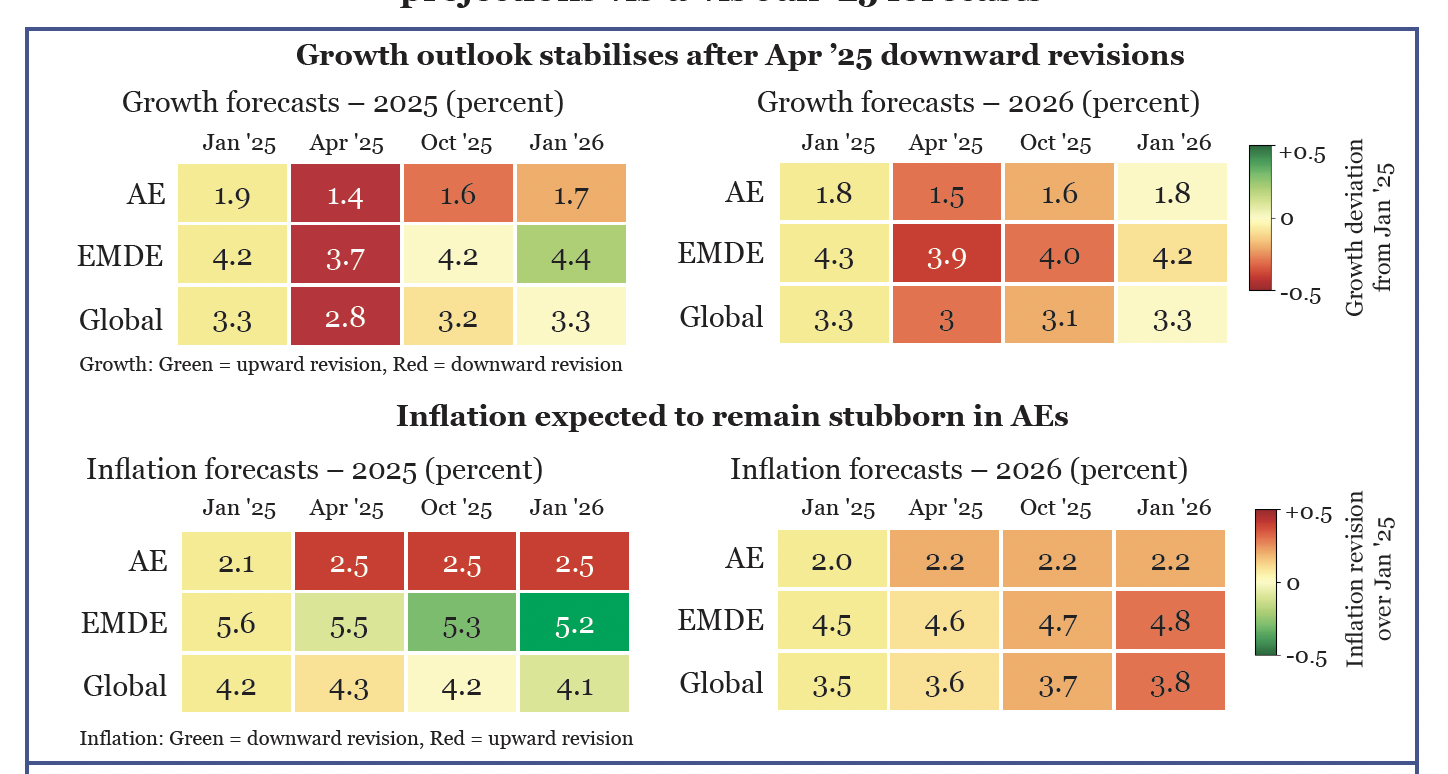 projections vis-à-vis Jan '25 forecasts
Growth outlook stabilises after Apr ’25 downward revisions
Growth forecasts – 2025 (percent)
Jan '25 Apr '25 Oct '25 Jan '26
AE 1.9 1.4 1.6 1.7
EMDE 4.2 3.7 4.2 4.4
Global 3.3 2.8 3.2 3.3
Growth: Green = upward revision, Red = downward revision
Growth forecasts – 2026 (percent)
Jan '25 Apr '25 Oct '25 Jan '26
AE 1.8 1.5 1.6 1.8
EMDE 4.3 3.9 4.0 4.2
Global 3.3 3 3.1 3.3
+0.5
0
-0.5
Growth deviation
from Jan '25
Inflation expected to remain stubborn in AEs
Inflation forecasts – 2025 (percent)
Jan '25 Apr '25 Oct '25 Jan '26
AE 2.1 2.5 2.5 2.5
EMDE 5.6 5.5 5.3 5.2
Global 4.2 4.3 4.2 4.1
Inflation: Green = downward revision, Red = upward revision
Inflation forecasts – 2026 (percent)
Jan '25 Apr '25 Oct '25 Jan '26
AE 2.0 2.2 2.2 2.2
EMDE 4.5 4.6 4.7 4.8
Global 3.5 3.6 3.7 3.8
+0.5
0
-0.5
Inflation revision
over Jan '25